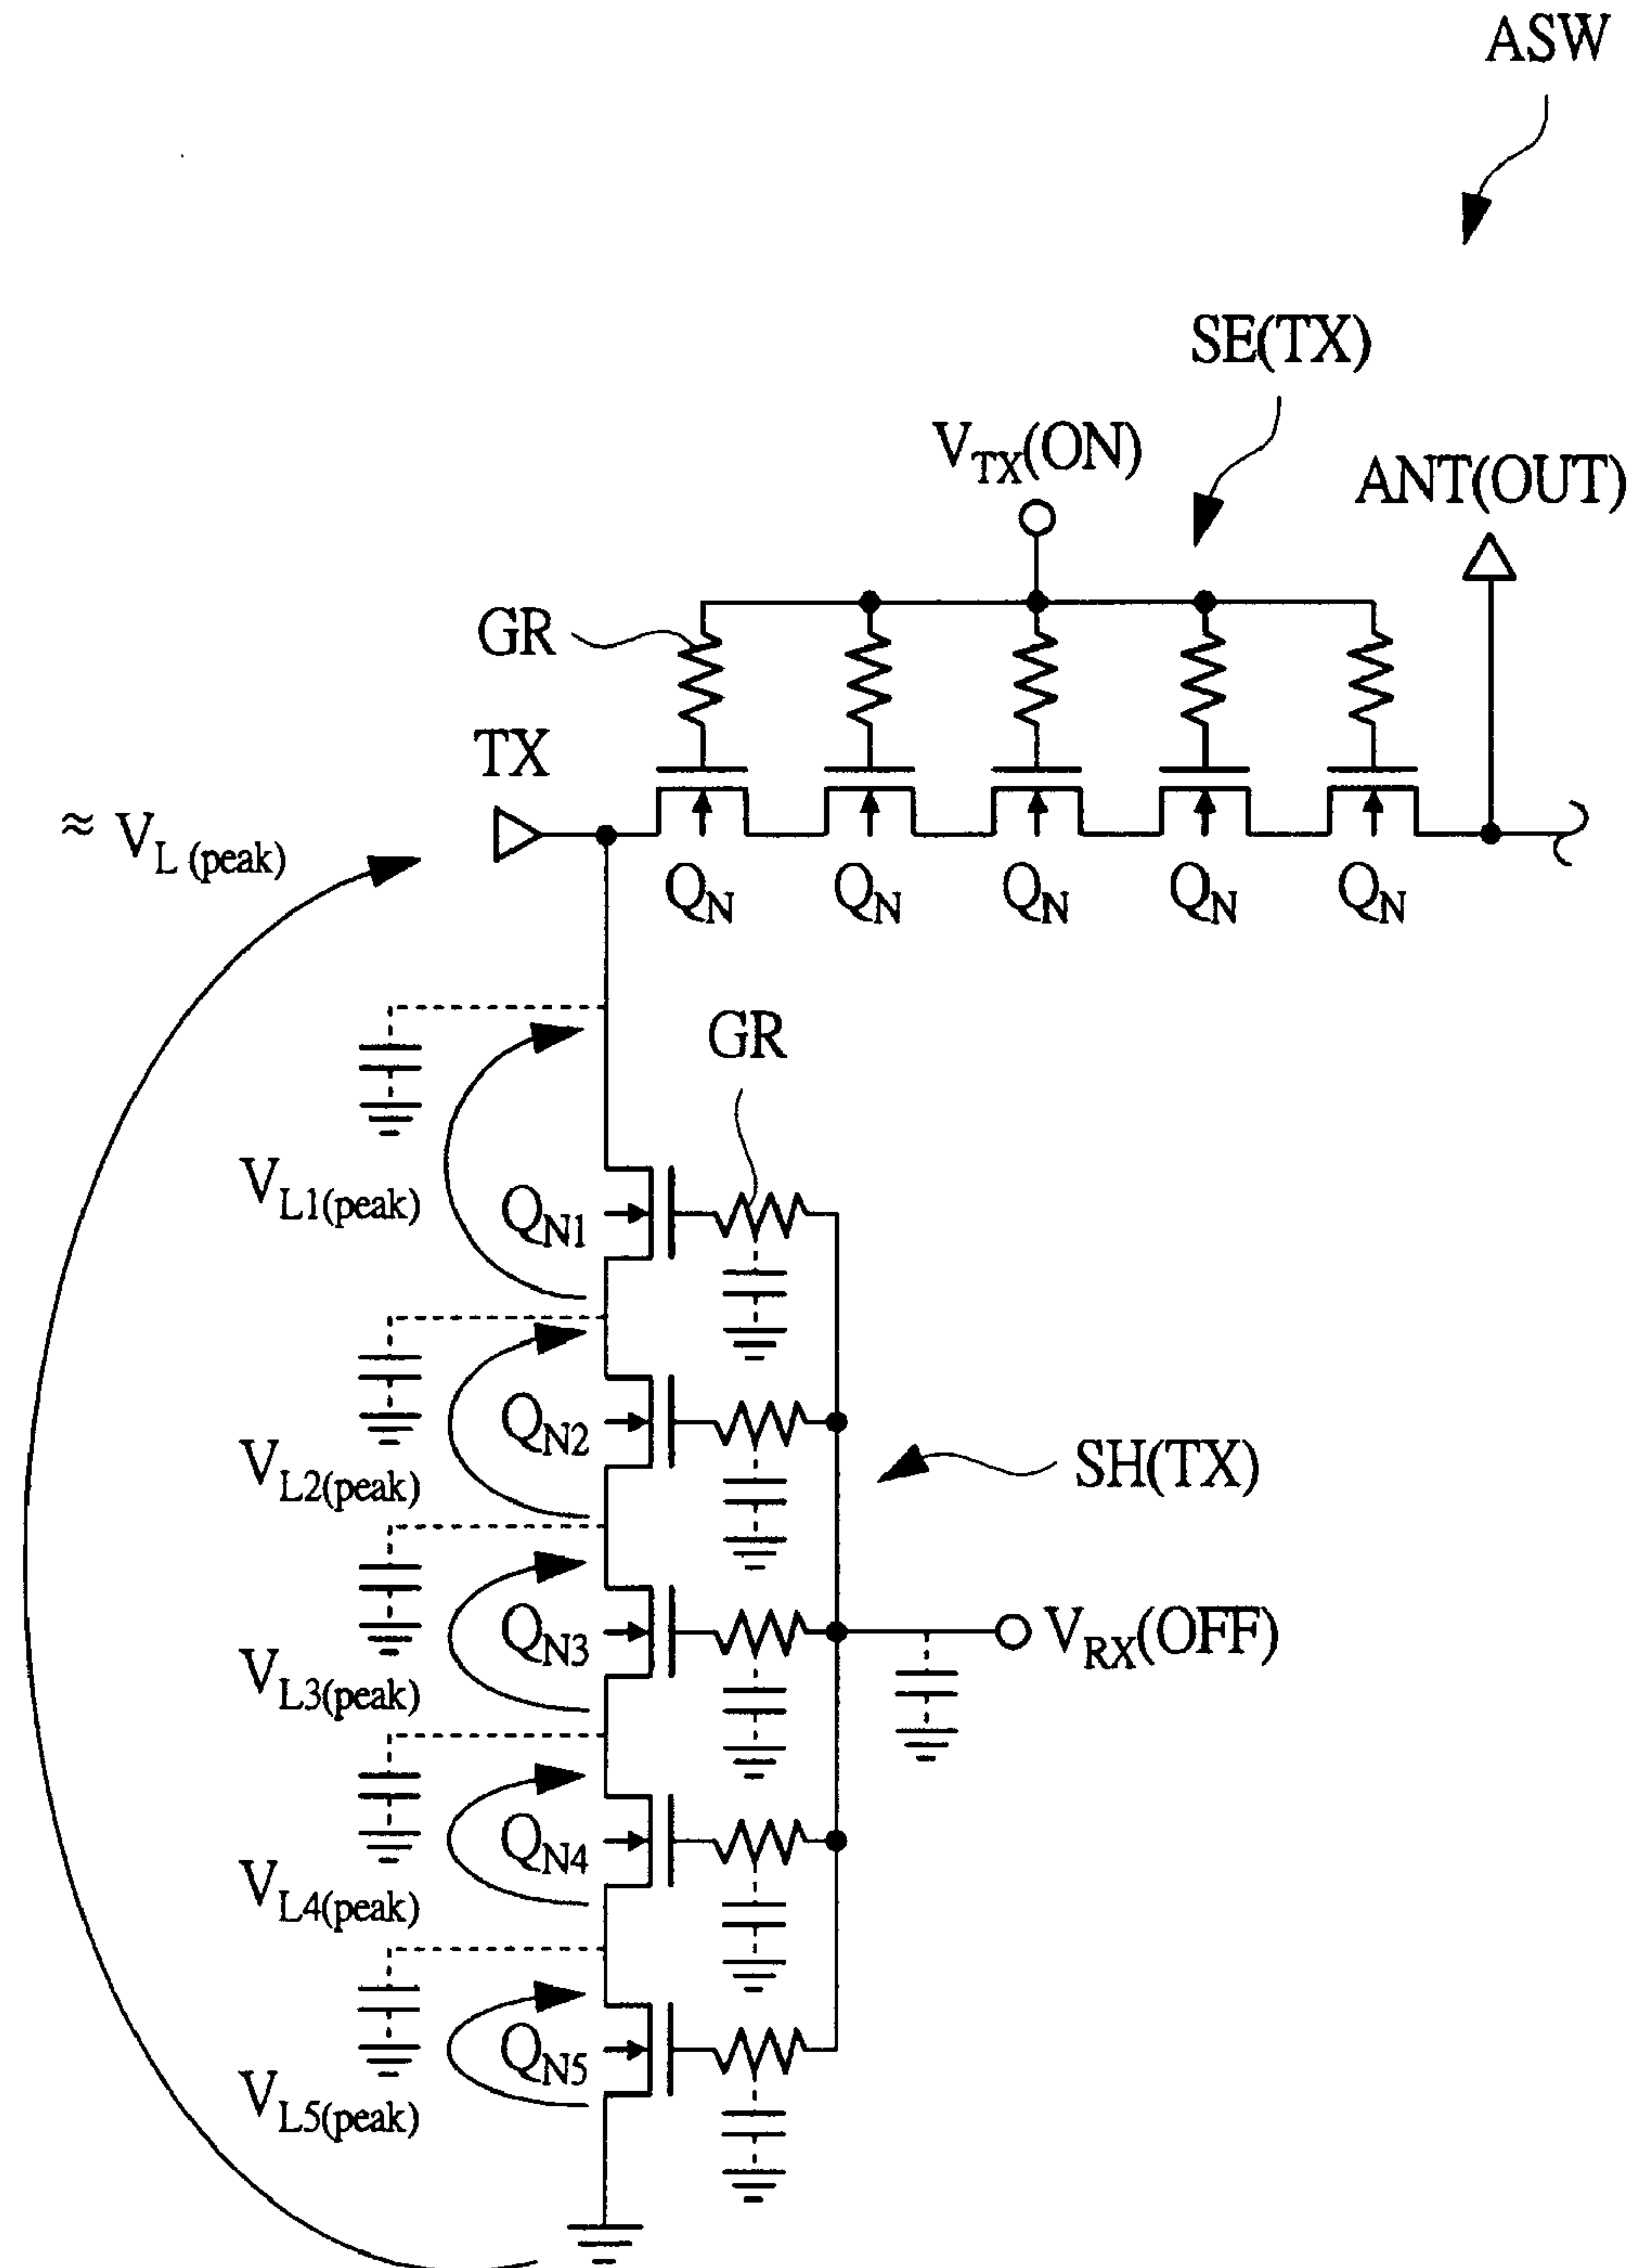 ASW
SE(TX)
V_TX(ON)
ANT(OUT)
GR
TX
≈ V_L (peak)
Q_N Q_N Q_N Q_N Q_N
GR
V_L1(peak)
Q_N1
Q_N2
V_L2(peak)
SH(TX)
Q_N3
V_RX(OFF)
V_L3(peak)
Q_N4
V_L4(peak)
Q_N5
V_L5(peak)